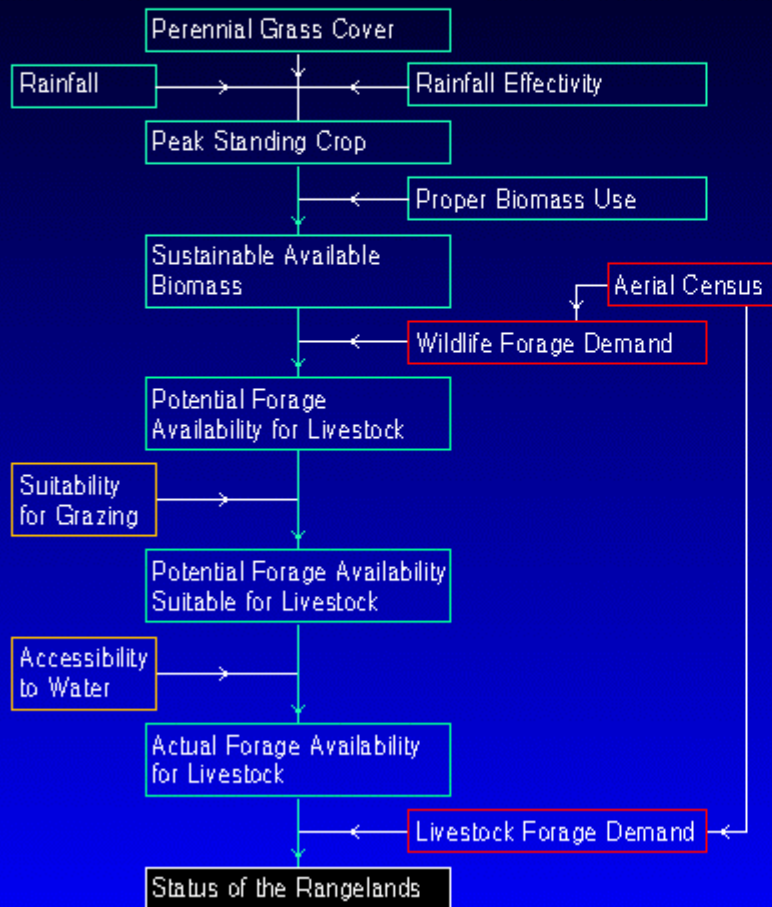 Perennial Grass Cover
Rainfall
Rainfall Effectivity
Peak Standing Crop
Proper Biomass Use
Sustainable Available
Biomass
Aerial Census
Wildlife Forage Demand
Potential Forage
Availability for Livestock
Suitability
for Grazing
Potential Forage Availability
Suitable for Livestock
Accessibility
to Water
Actual Forage Availability
for Livestock
Livestock Forage Demand
Status of the Rangelands